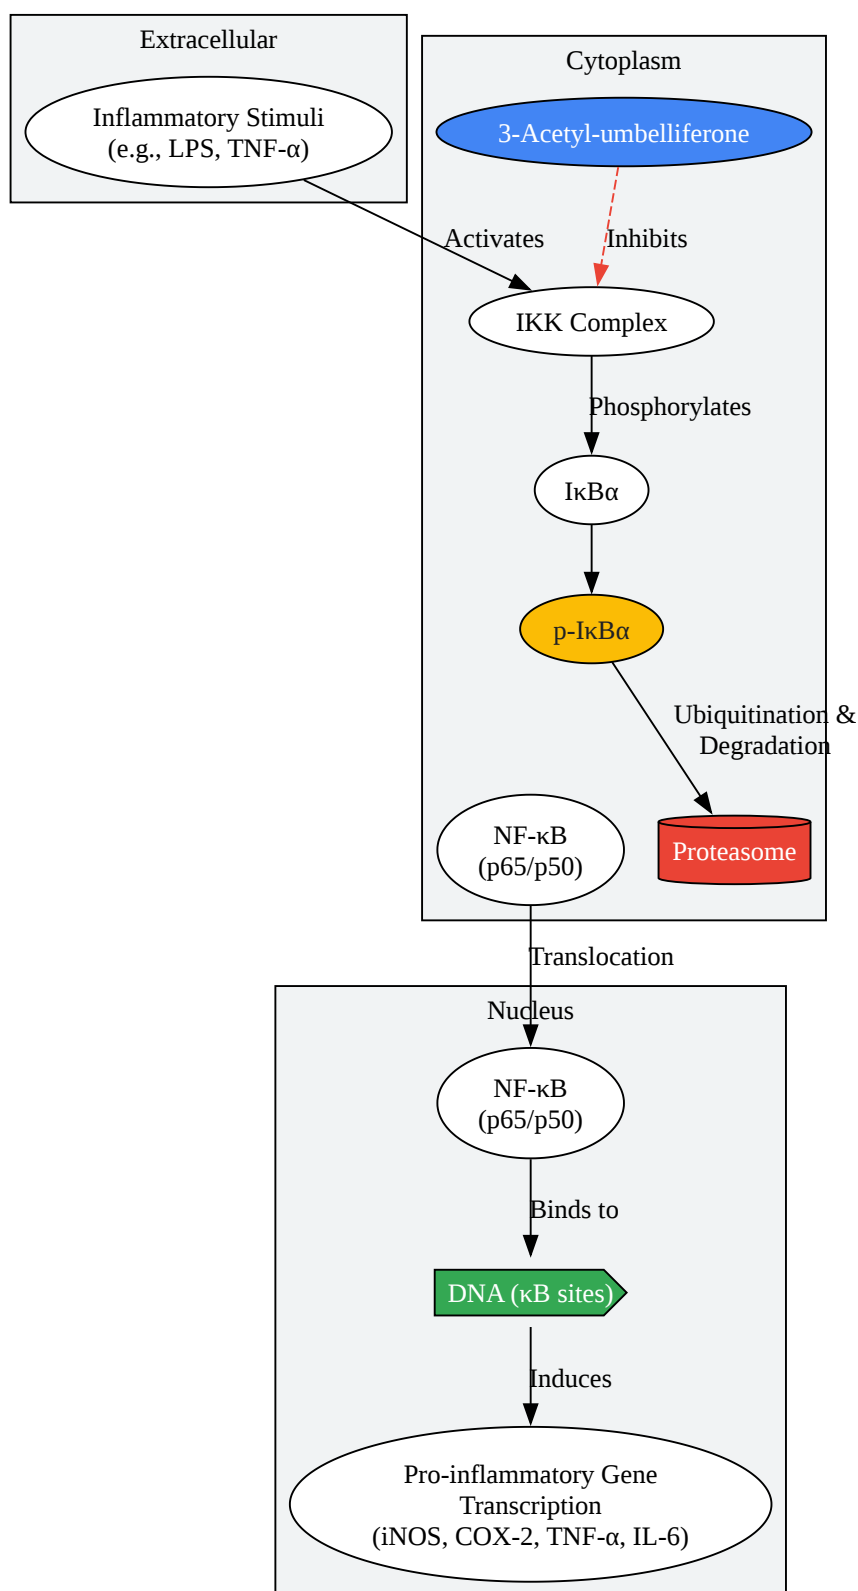 Extracellular
Inflammatory Stimuli
(e.g., LPS, TNF-α)
Cytoplasm
3-Acetyl-umbelliferone
Activates
Inhibits
IKK Complex
Phosphorylates
IκBα
p-IκBα
Ubiquitination &
Degradation
NF-κB
(p65/p50)
Proteasome
Translocation
Nucleus
NF-κB
(p65/p50)
Binds to
DNA (κB sites)
Induces
Pro-inflammatory Gene
Transcription
(iNOS, COX-2, TNF-α, IL-6)